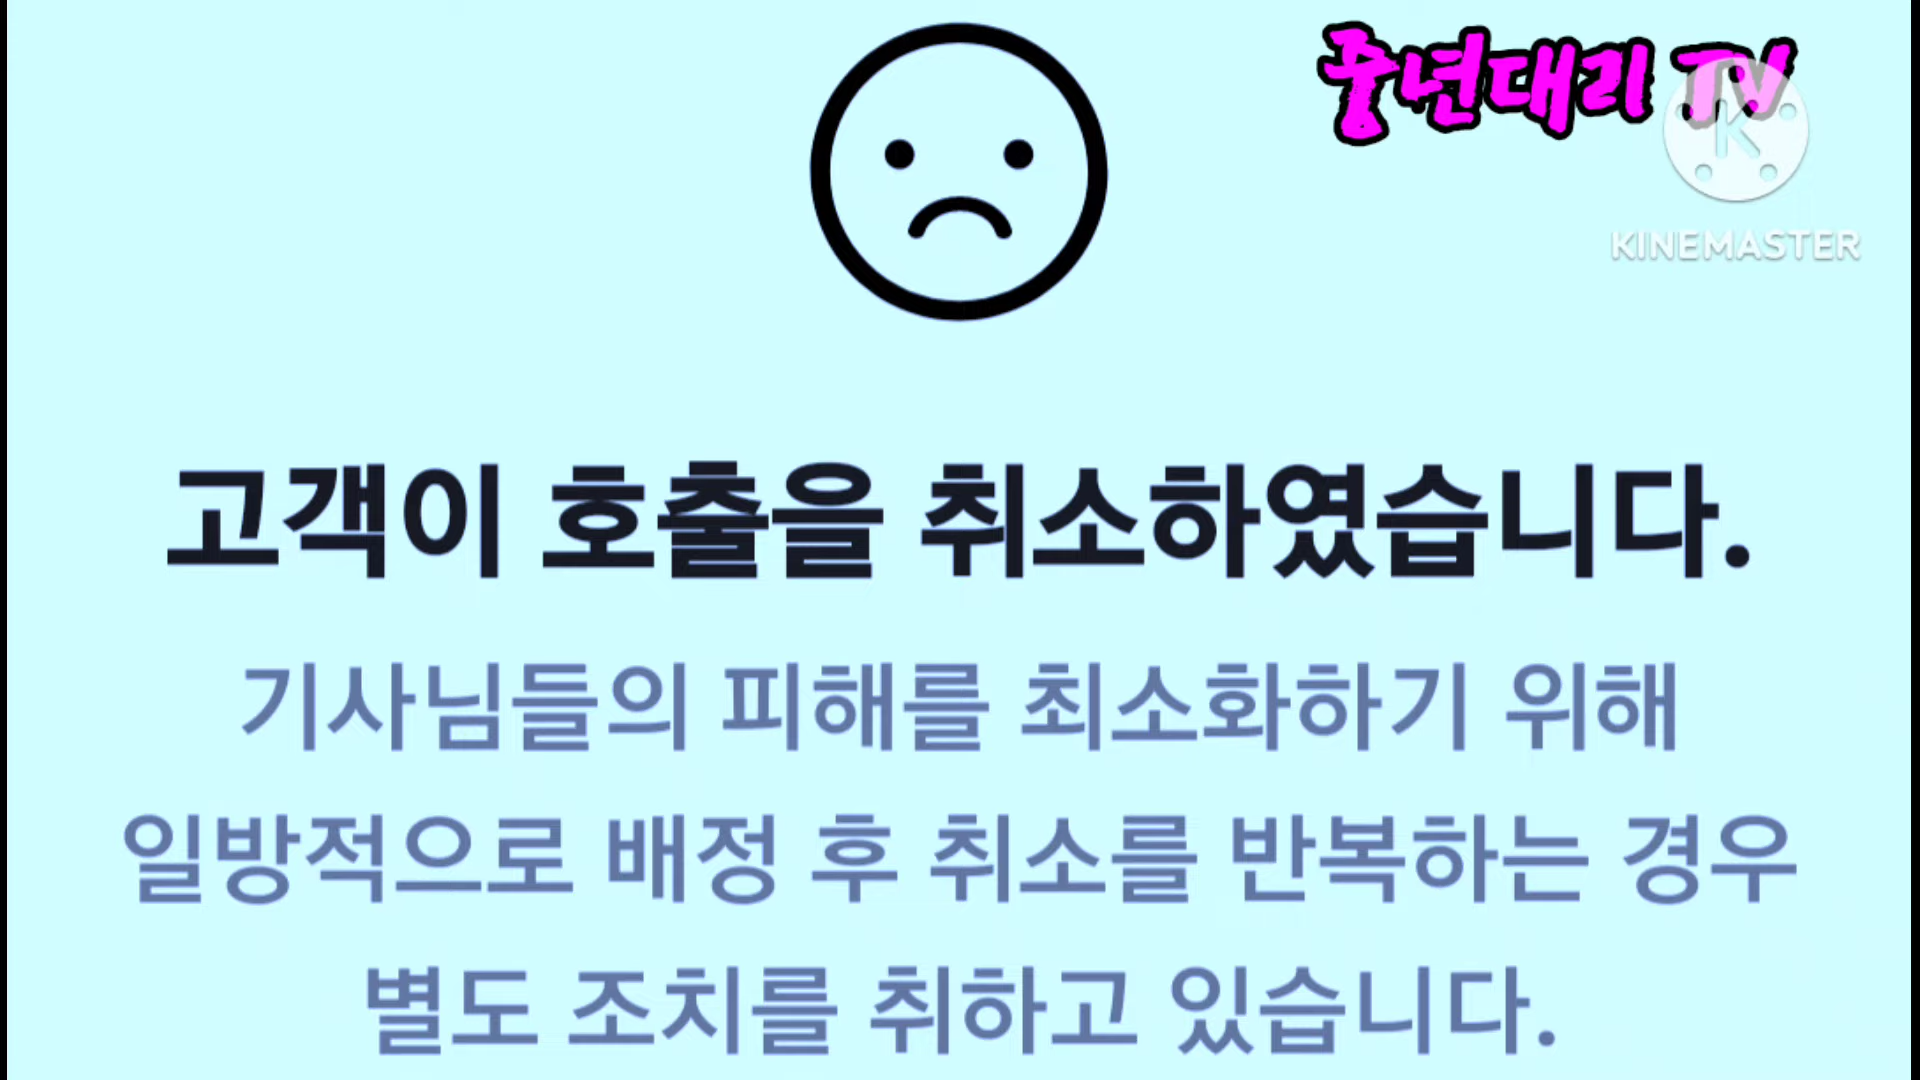 중년대리 TV
K
KINEMASTER
고객이 호출을 취소하였습니다.
기사님들의 피해를 최소화하기 위해
일방적으로 배정 후 취소를 반복하는 경우
별도 조치를 취하고 있습니다.